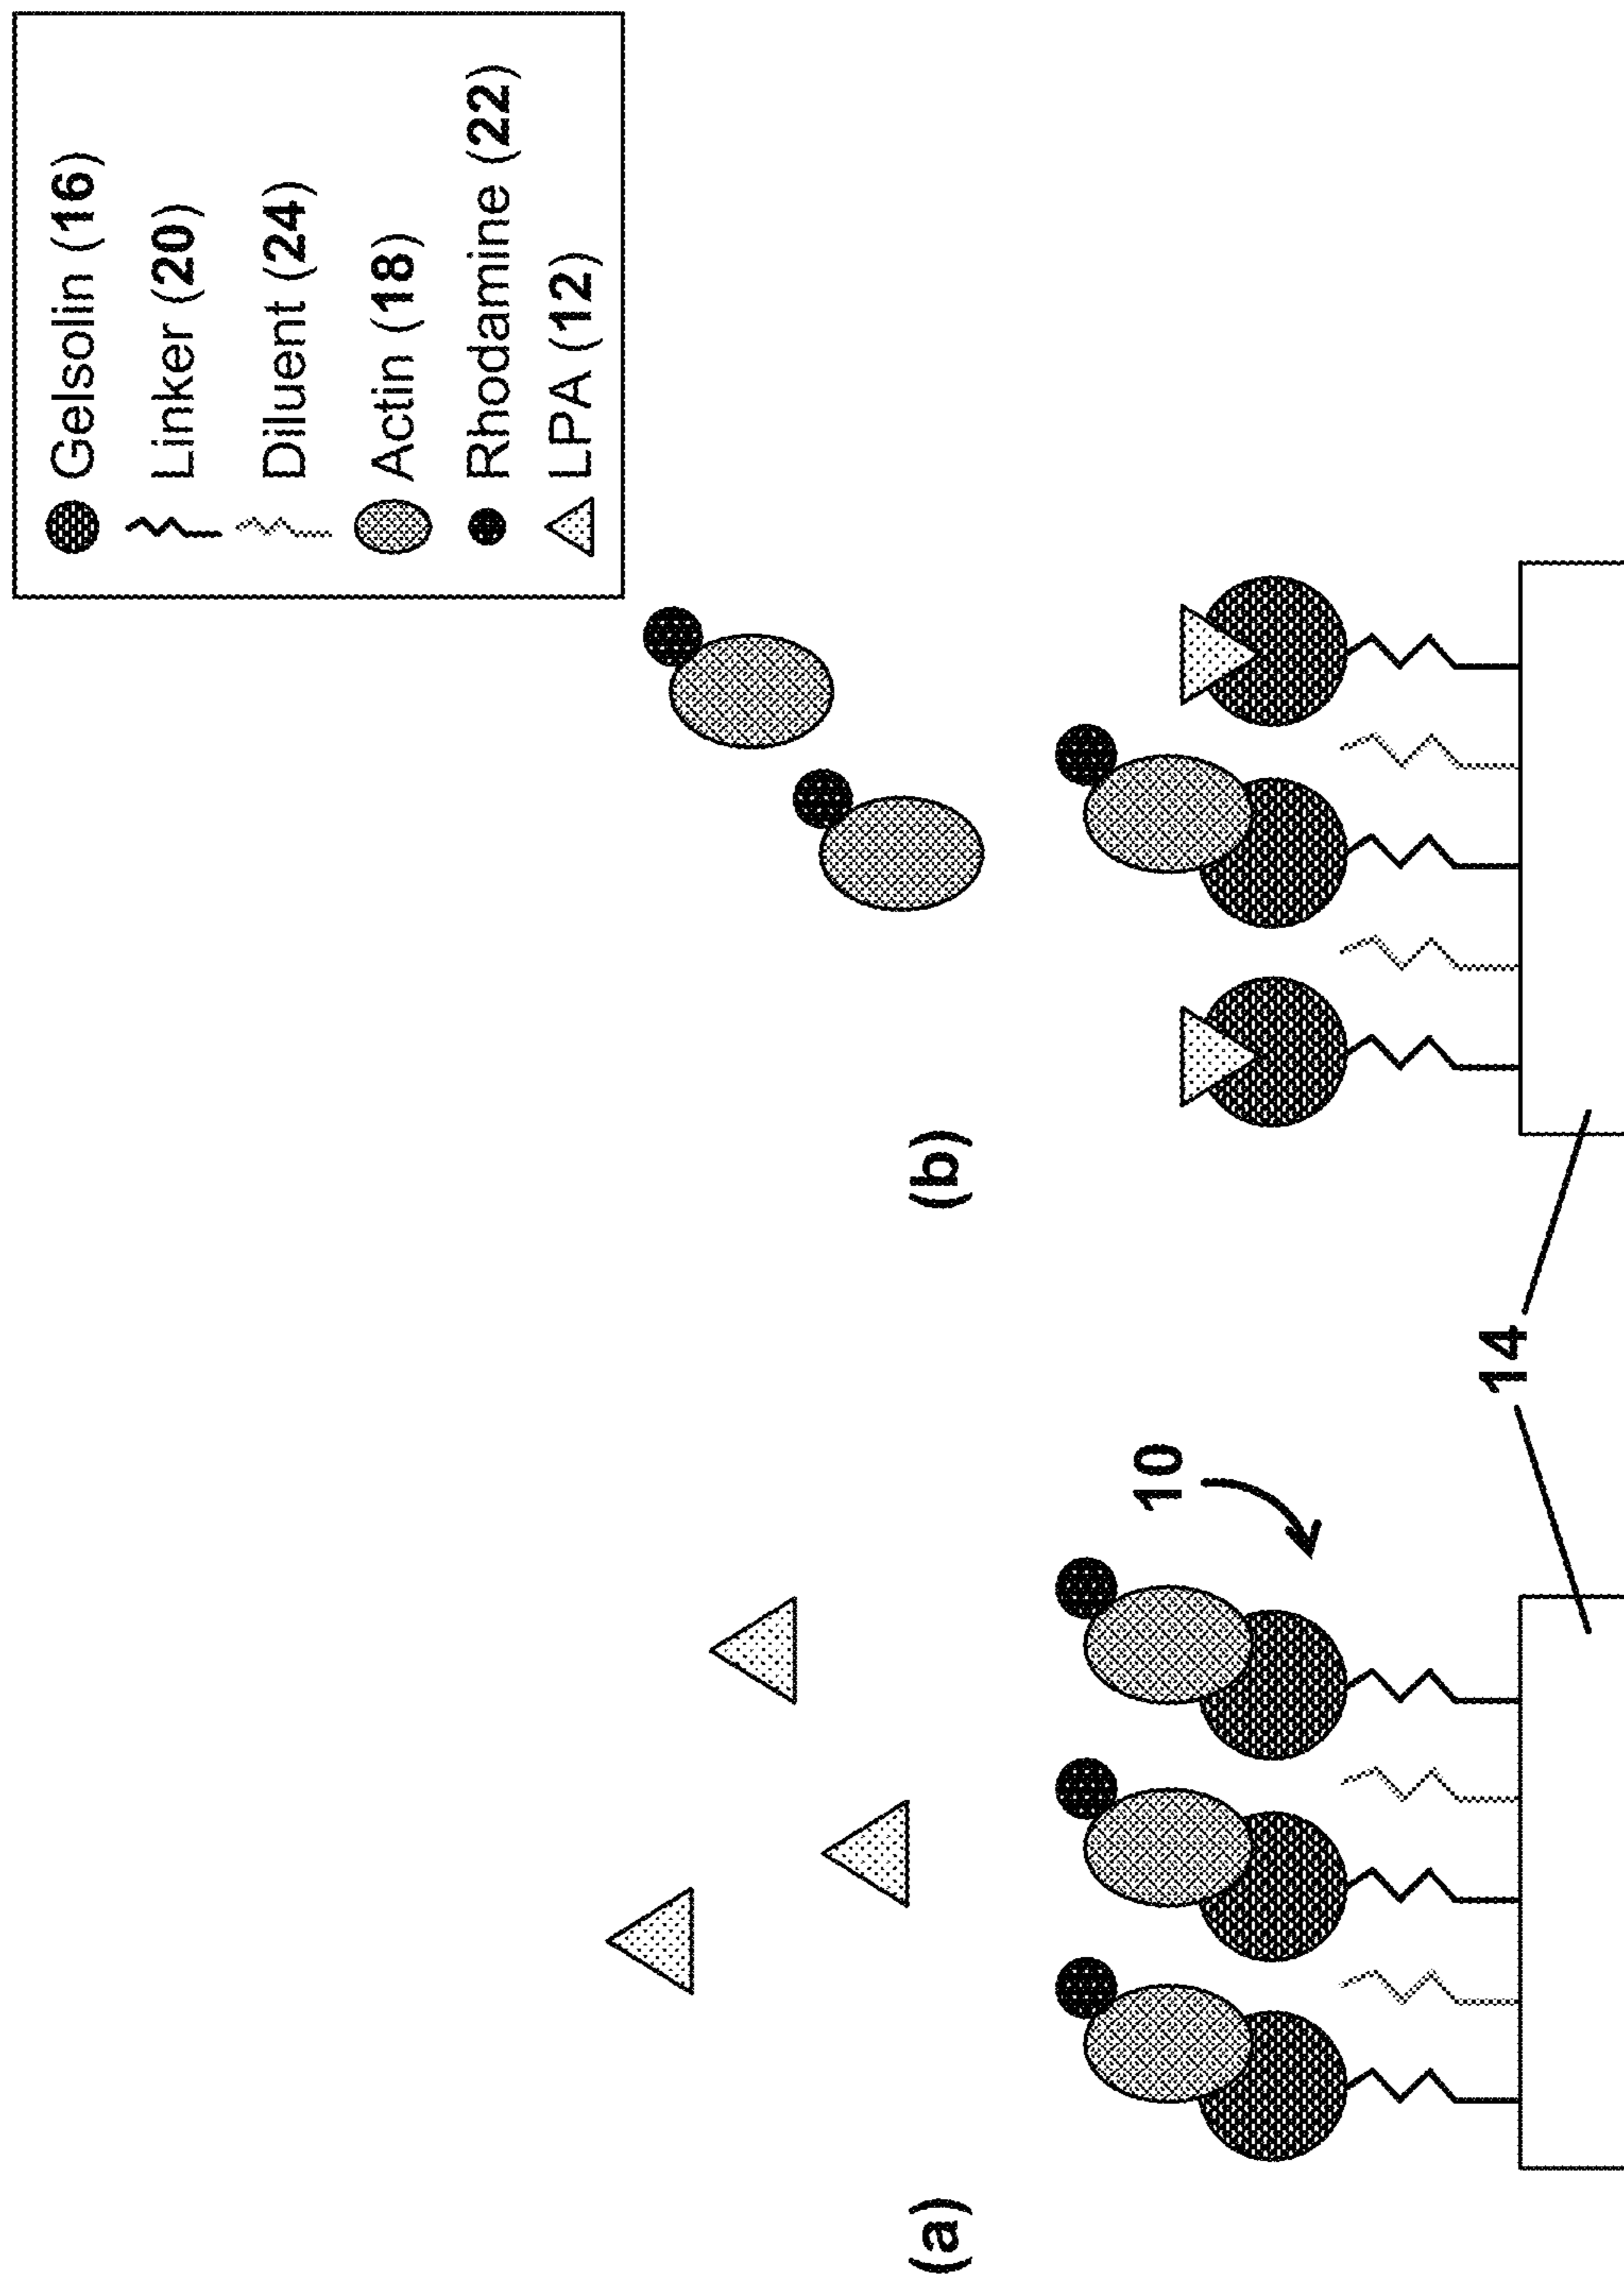 Gelsolin (16)
Linker (20)
Diluent (24)
Actin (18)
Rhodamine (22)
LPA (12)
(a)
(b)
10
14